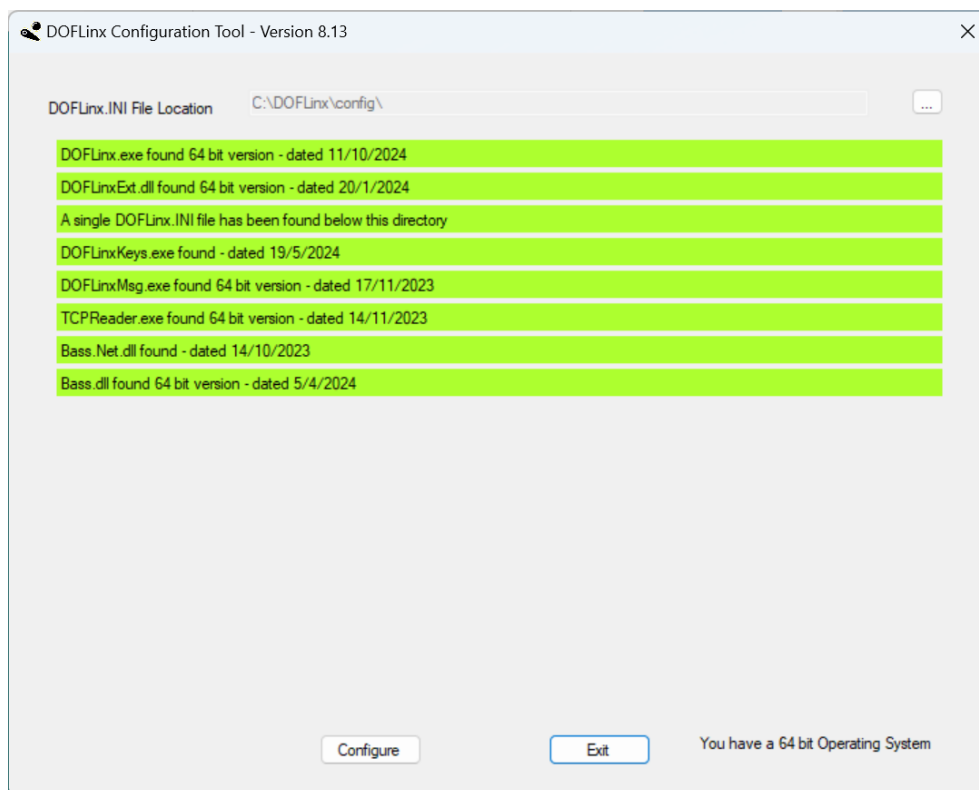 DOFLinx Configuration Tool - Version 8.13
DOFLinx.INI File Location C:\DOFLinx\config\ ...
DOFLinx.exe found 64 bit version - dated 11/10/2024
DOFLinxExt.dll found 64 bit version - dated 20/1/2024
A single DOFLinx.INI file has been found below this directory
DOFLinxKeys.exe found - dated 19/5/2024
DOFLinxMsg.exe found 64 bit version - dated 17/11/2023
TCPReader.exe found 64 bit version - dated 14/11/2023
Bass.Net.dll found - dated 14/10/2023
Bass.dll found 64 bit version - dated 5/4/2024
Configure Exit You have a 64 bit Operating System